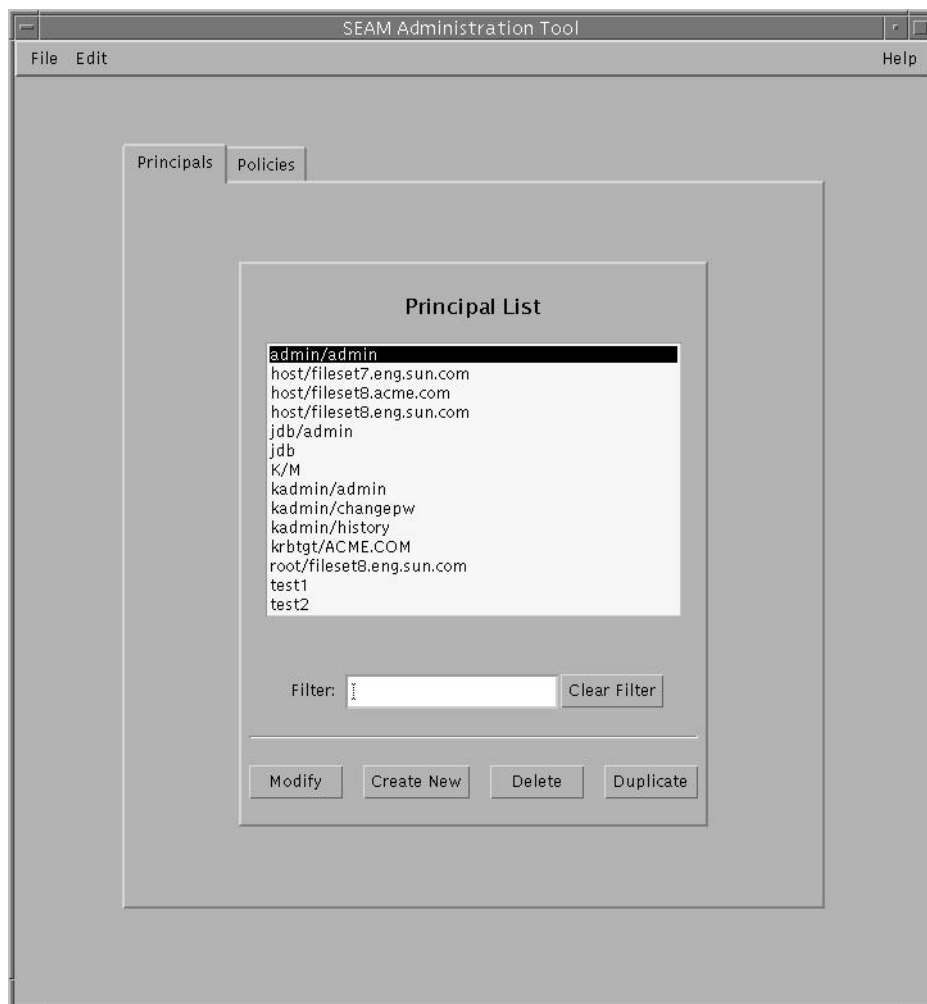 SEAM Administration Tool
File Edit Help
Principals Policies
Principal List
admin/admin
host/fileset7.eng.sun.com
host/fileset8.acme.com
host/fileset8.eng.sun.com
jdb/admin
jdb
K/M
kadmin/admin
kadmin/changepw
kadmin/history
krbtgt/ACME.COM
root/fileset8.eng.sun.com
test1
test2
Filter: Clear Filter
Modify Create New Delete Duplicate